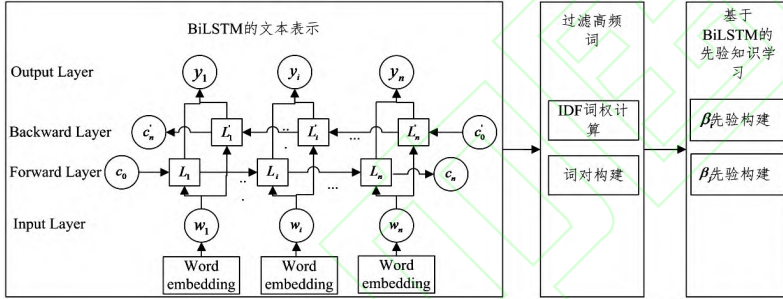 BiLSTM的文本表示
Output Layer
y₁
yᵢ
yₙ
Backward Layer
c'ₙ
L'₁
..
.
L'ᵢ
...
L'ₙ
c'₀
Forward Layer
c₀
L₁
..
.
Lᵢ
...
Lₙ
cₙ
Input Layer
w₁
wᵢ
wₙ
Word
embedding
Word
embedding
Word
embedding
过滤高频
词
IDF词权计
算
词对构建
基于
BiLSTM的
先验知识学
习
βᵢ先验构建
βⱼ先验构建